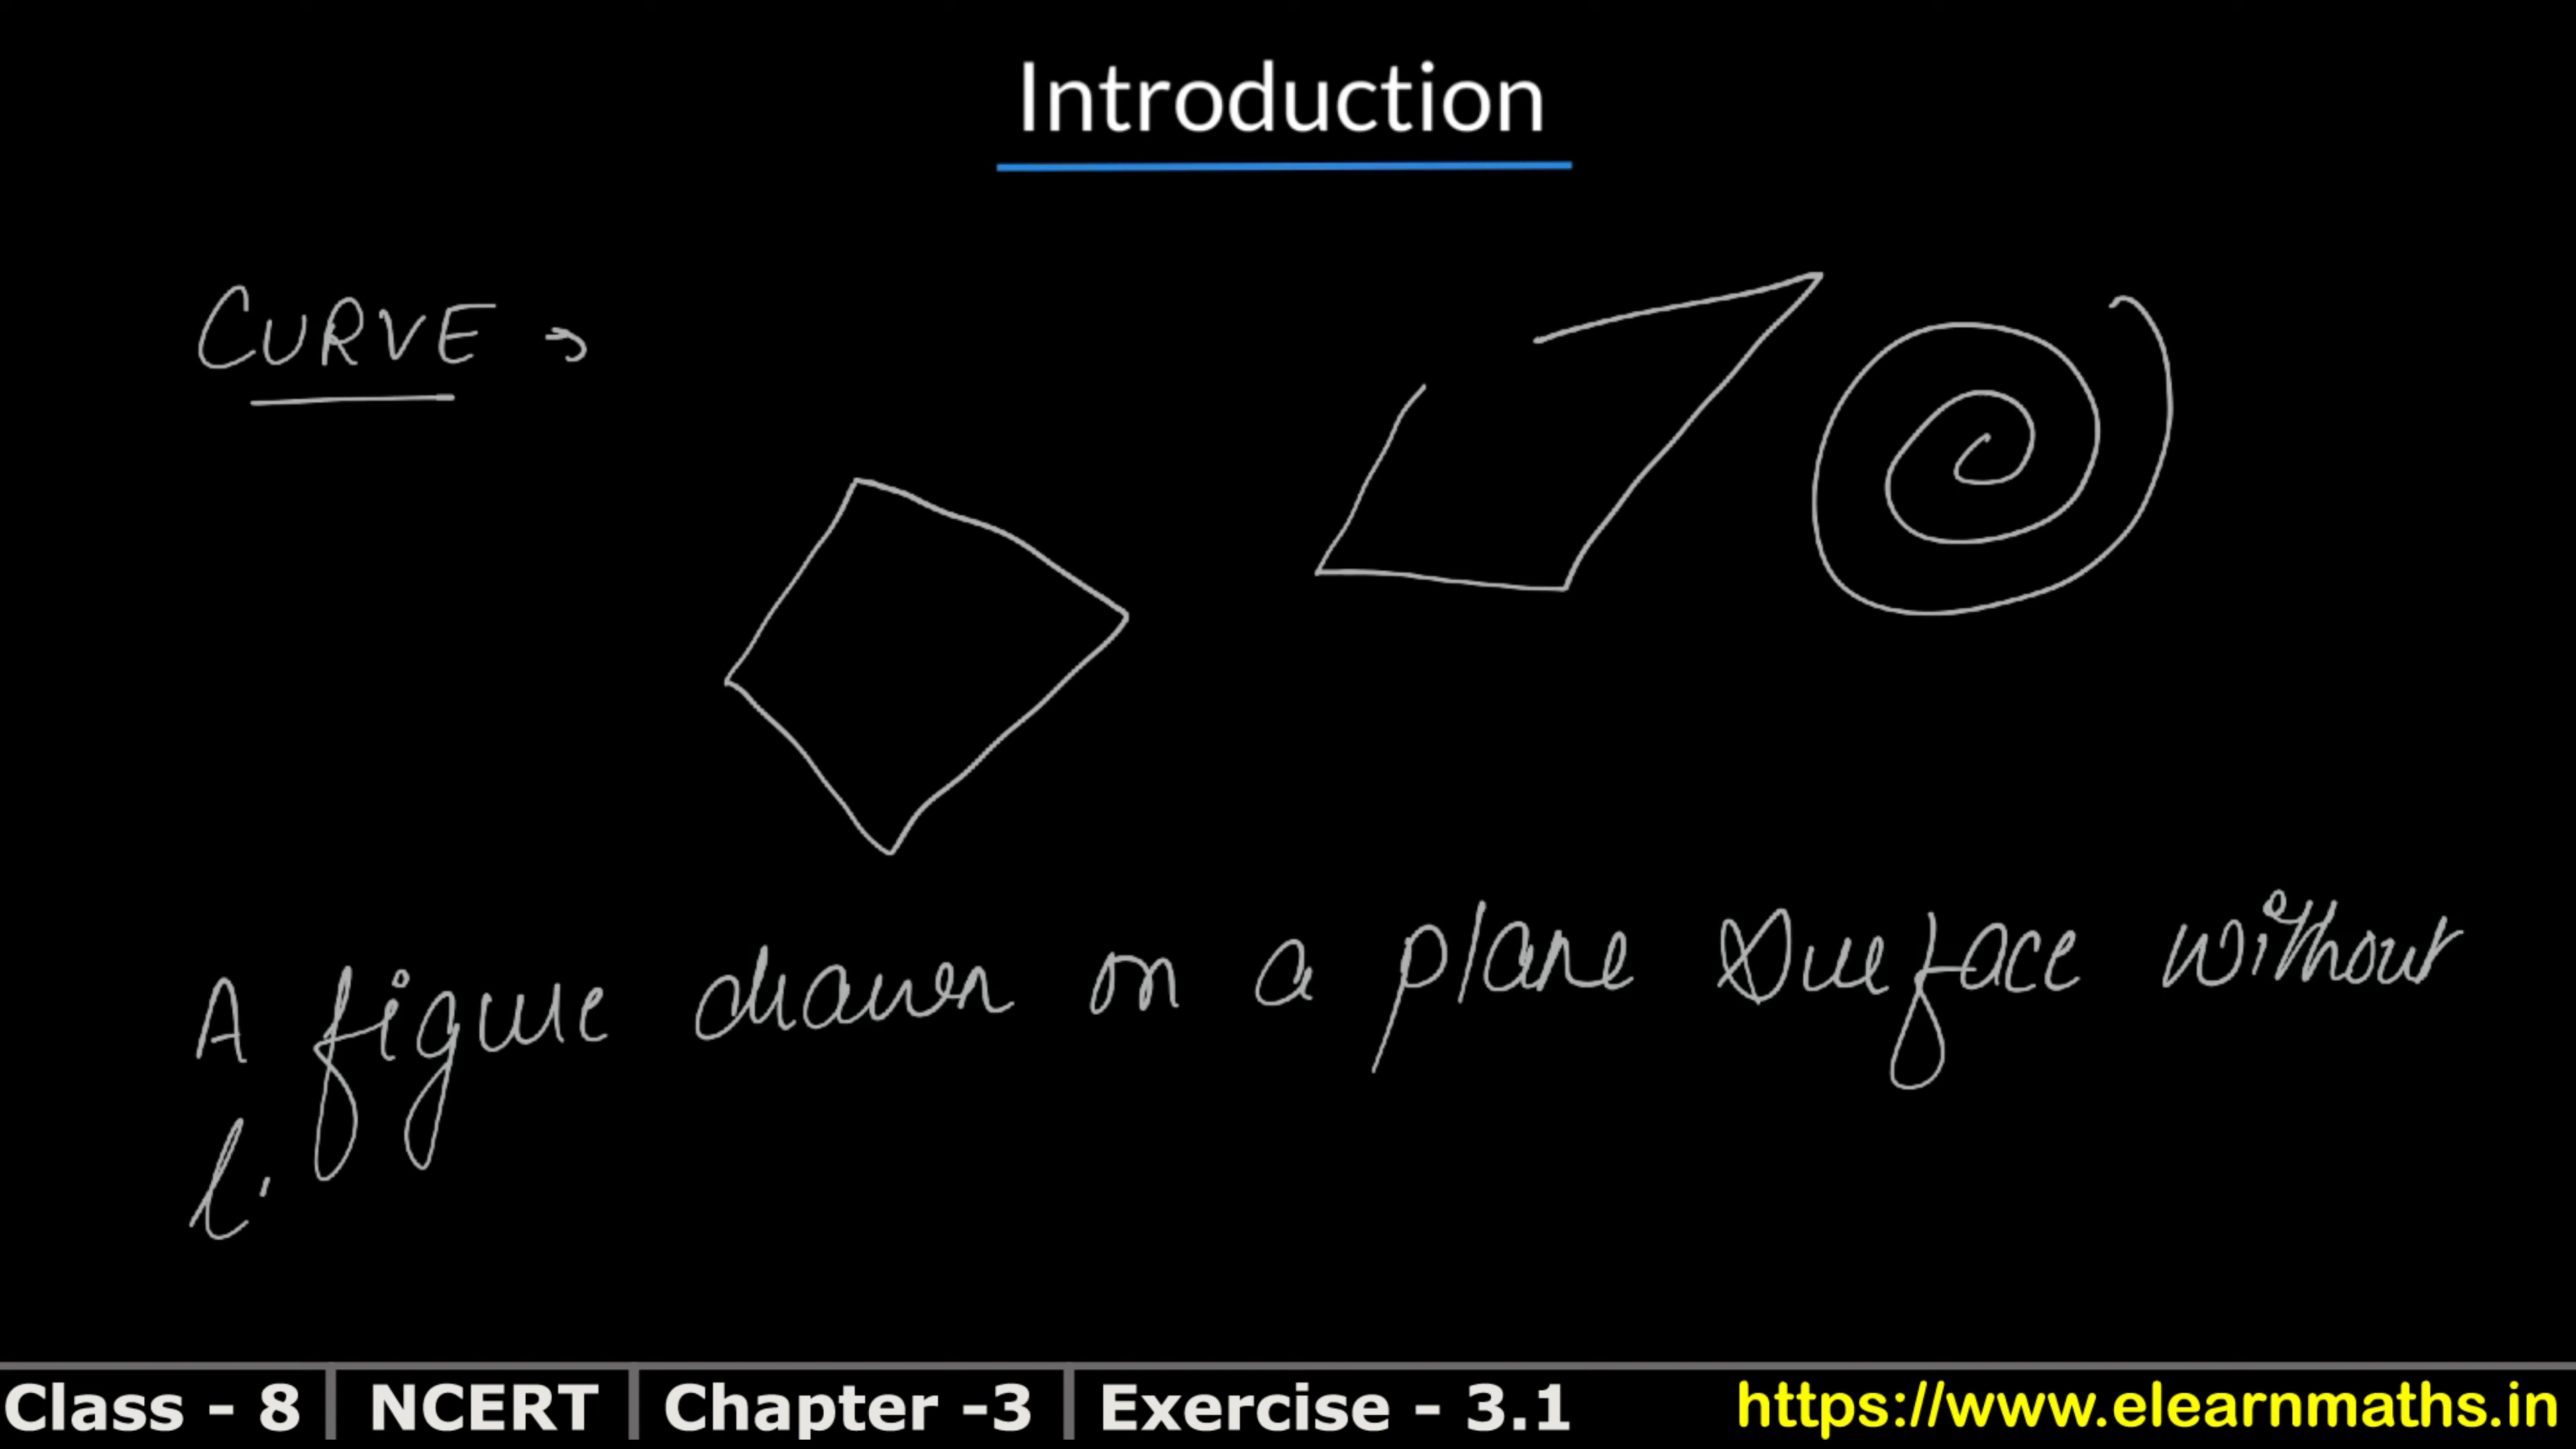 Introduction
CURVE →
A figure drawn on a plane surface without
li
Class - 8 | NCERT | Chapter -3 | Exercise - 3.1 https://www.elearnmaths.in